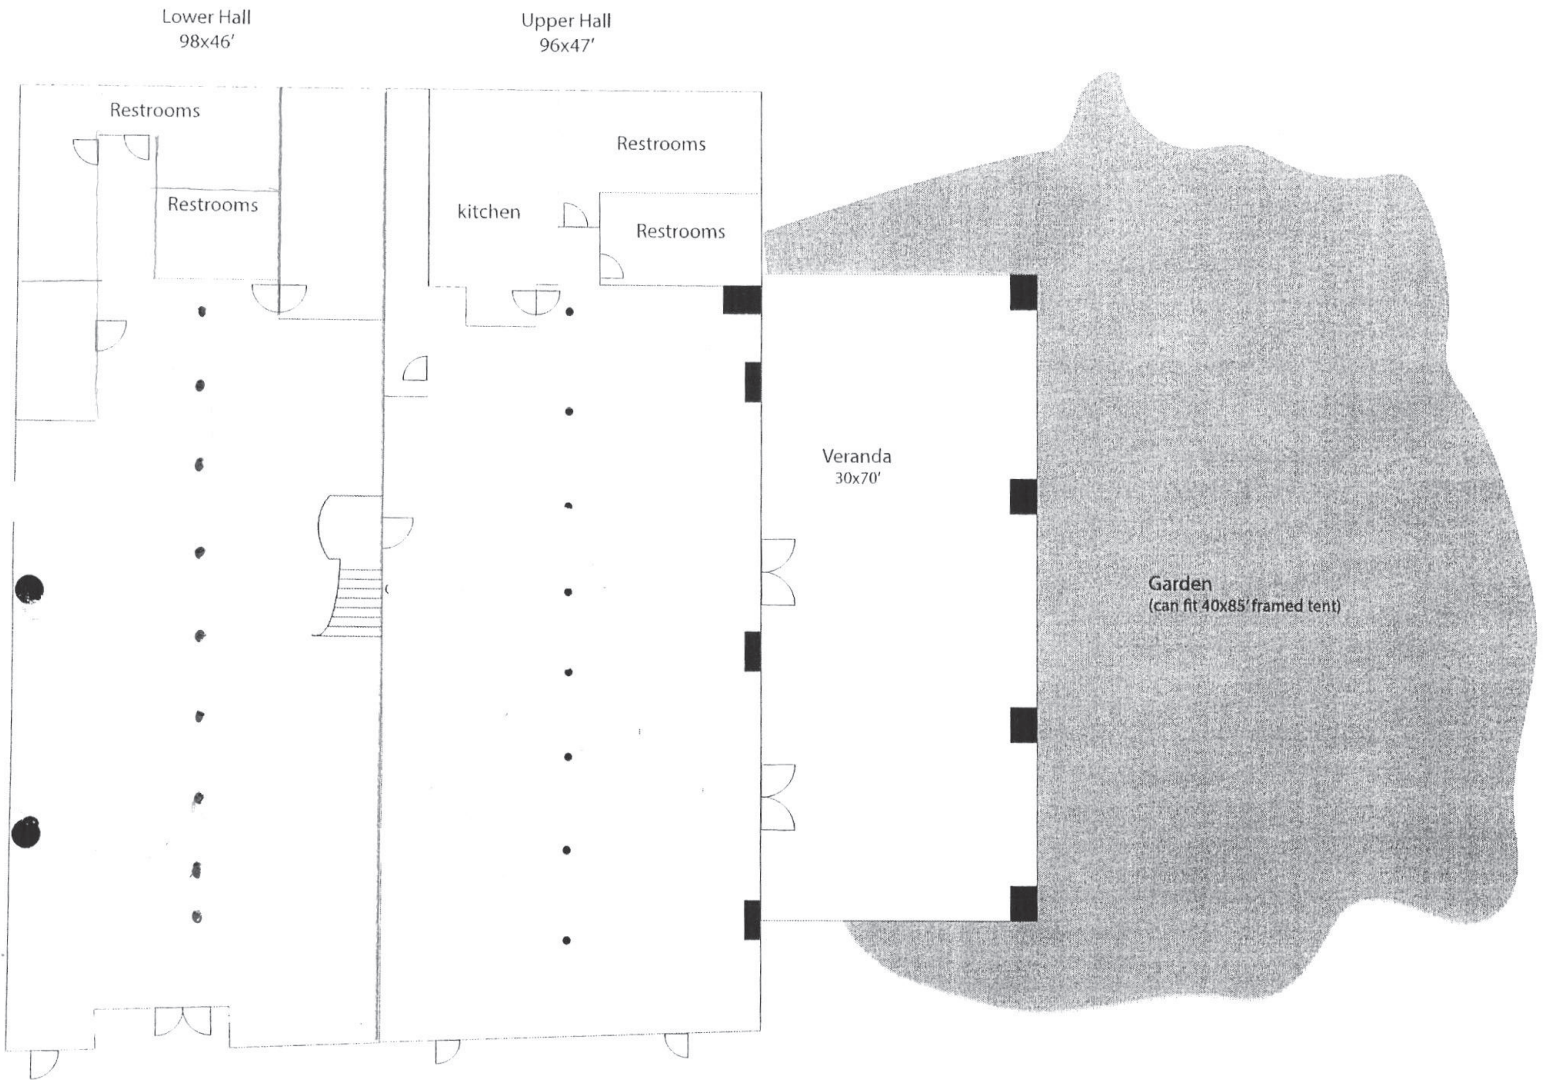 Lower Hall
98x46'
Upper Hall
96x47'
Restrooms
Restrooms
Restrooms
kitchen
Restrooms
Veranda
30x70'
Garden
(can fit 40x85' framed tent)